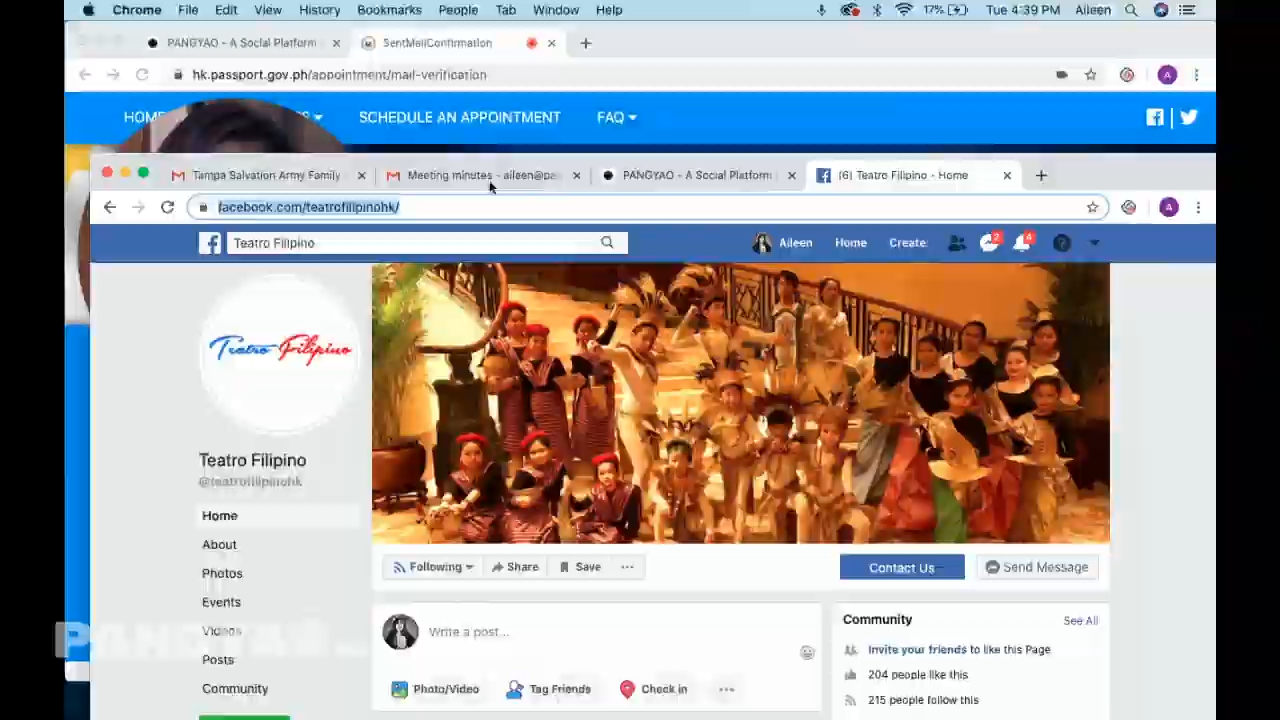 Chrome File Edit View History Bookmarks People Tab Window Help 17% Tue 4:39 PM Aileen
PANGYAO - A Social Platform SentMailConfirmation
hk.passport.gov.ph/appointment/mail-verification
HOME SCHEDULE AN APPOINTMENT FAQ
Tampa Salvation Army Family Meeting minutes - aileen@pa PANGYAO - A Social Platform (6) Teatro Filipino - Home
facebook.com/teatrofilipinohk/
Teatro Filipino Aileen Home Create 2 4
Teatro Filipino
Teatro Filipino
@teatrofilipinohk
Home
About
Photos
Events
Videos
Posts
Community
Following Share Save ... Contact Us Send Message
Write a post...
Photo/Video Tag Friends Check in ...
Community See All
Invite your friends to like this Page
204 people like this
215 people follow this
PANGYAO